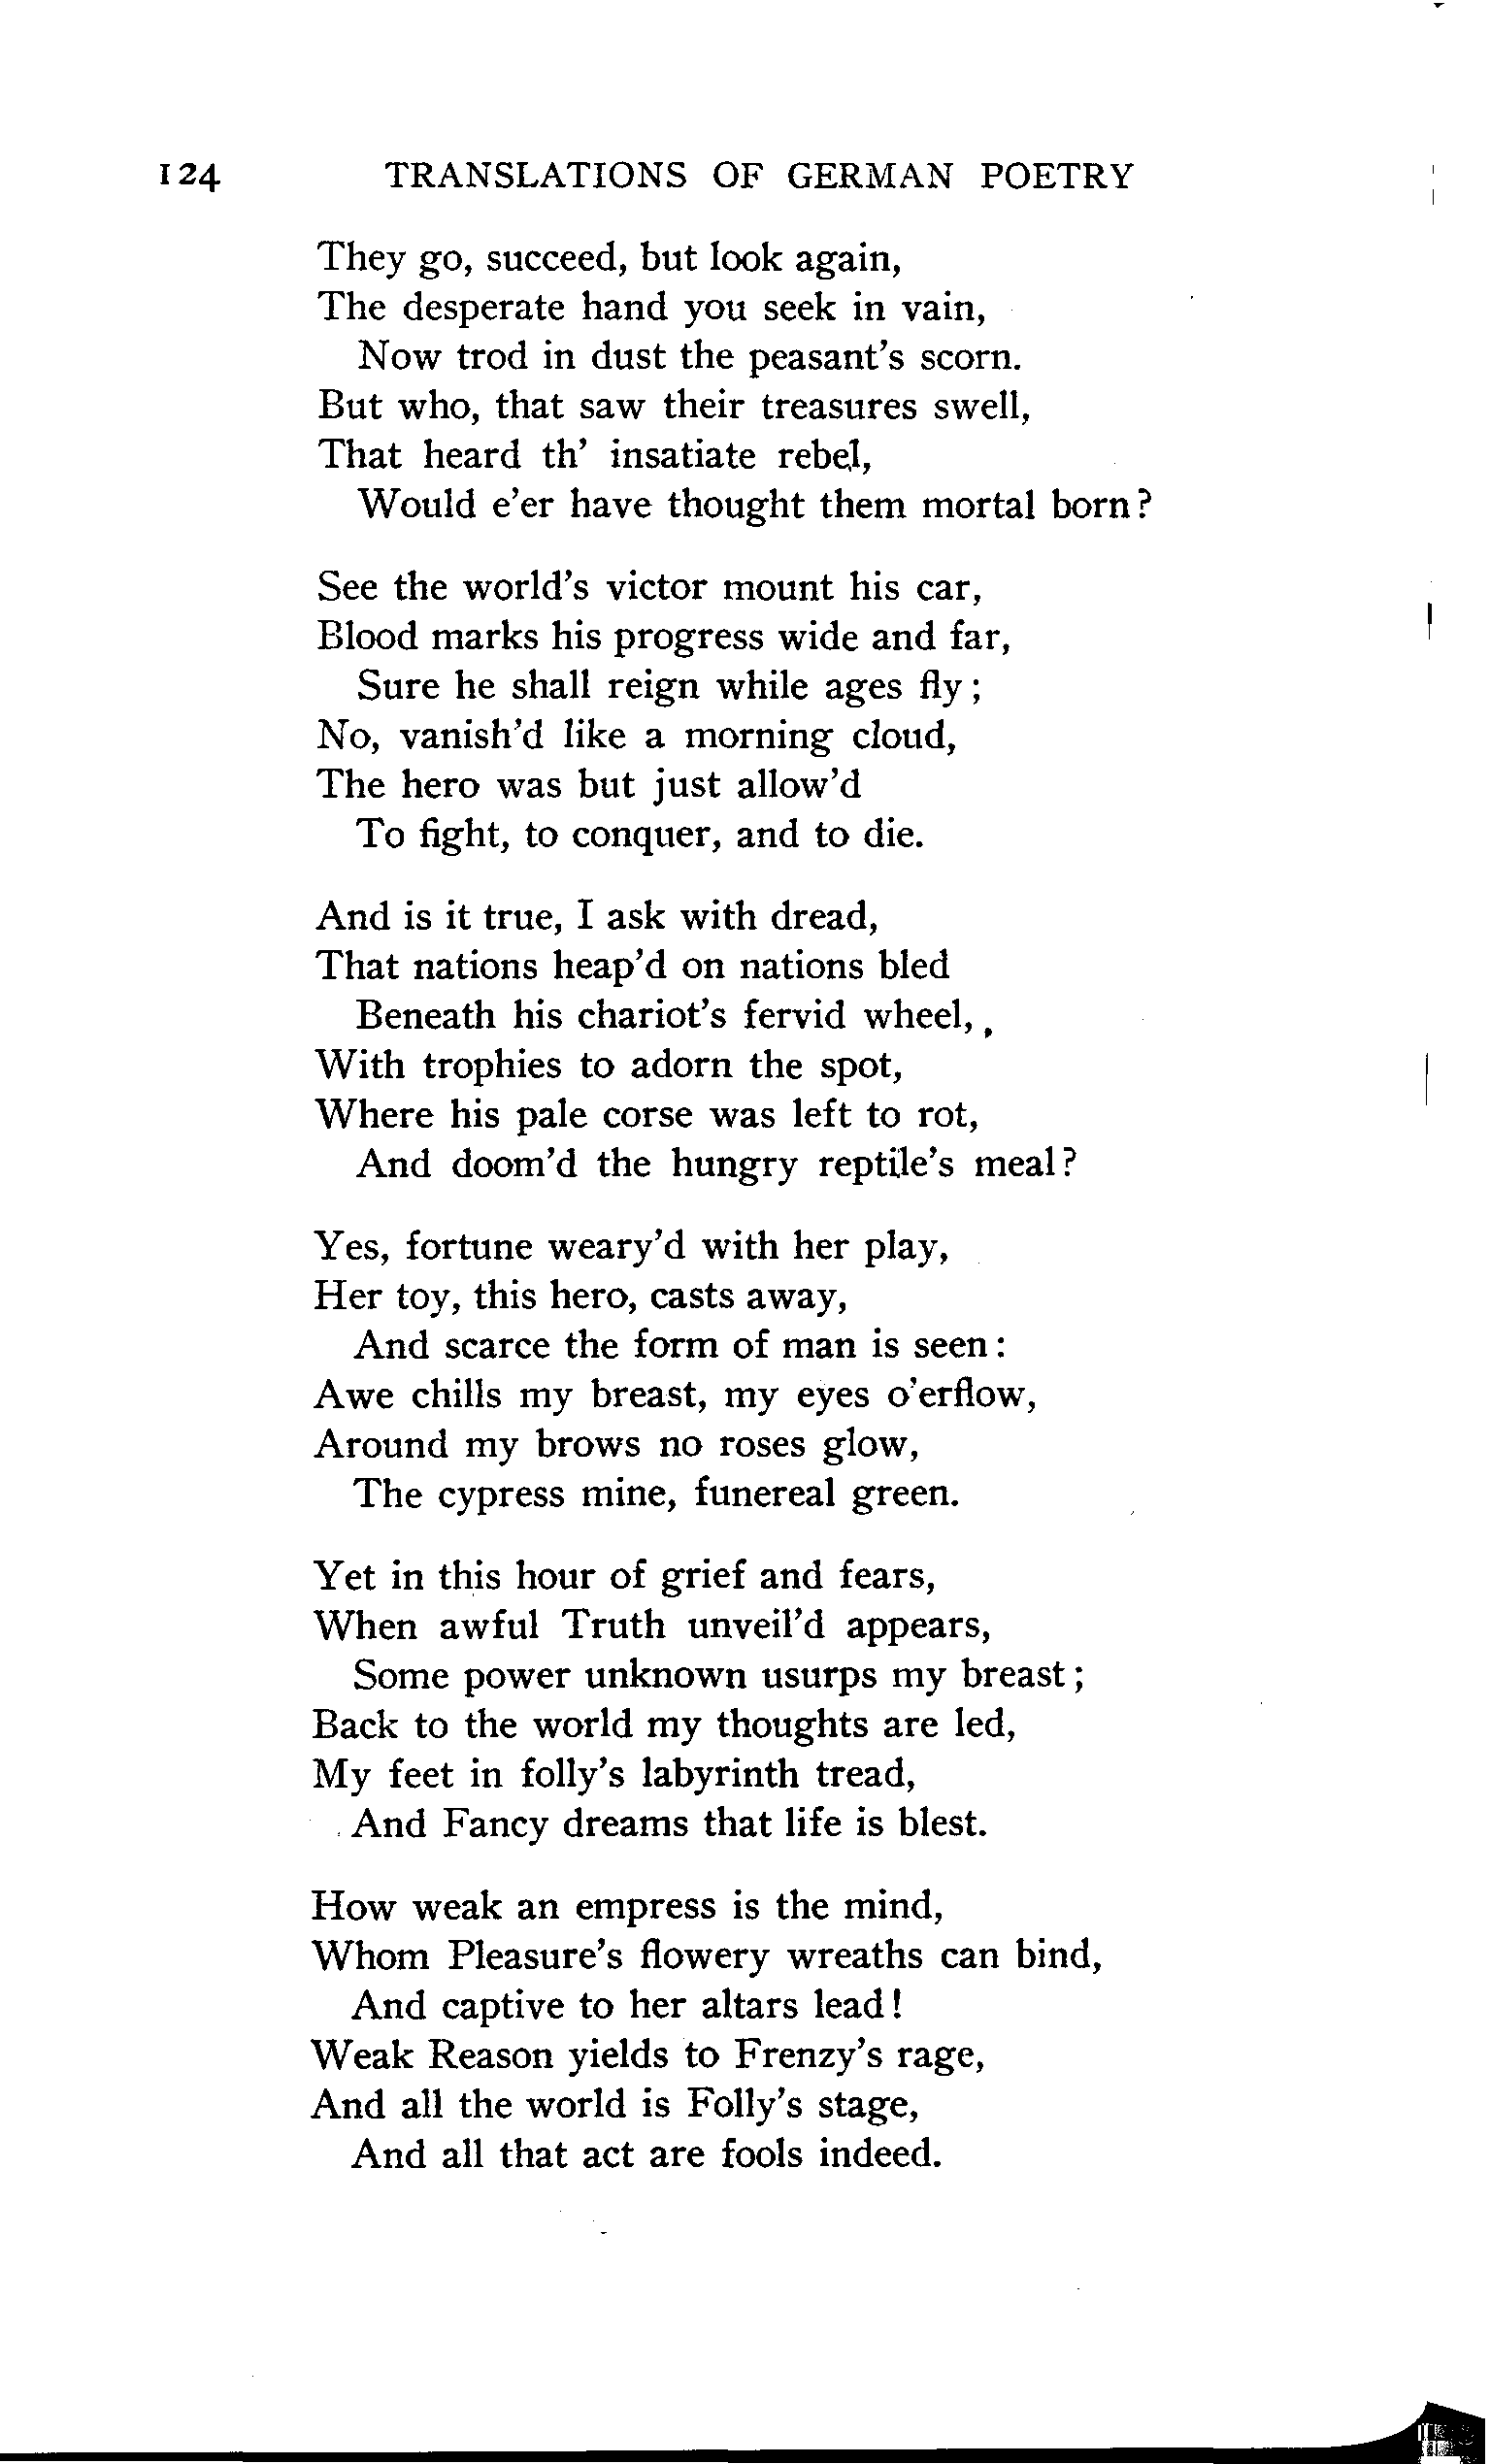 124 TRANSLATIONS OF GERMAN POETRY
They go, succeed, but look again,
The desperate hand you seek in vain,
Now trod in dust the peasant's scorn.
But who, that saw their treasures swell,
That heard th' insatiate rebel,
Would e'er have thought them mortal born?
See the world's victor mount his car,
Blood marks his progress wide and far,
Sure he shall reign while ages fly;
No, vanish'd like a morning cloud,
The hero was but just allow'd
To fight, to conquer, and to die.
And is it true, I ask with dread,
That nations heap'd on nations bled
Beneath his chariot's fervid wheel,
With trophies to adorn the spot,
Where his pale corse was left to rot,
And doom'd the hungry reptile's meal?
Yes, fortune weary'd with her play,
Her toy, this hero, casts away,
And scarce the form of man is seen:
Awe chills my breast, my eyes o'erflow,
Around my brows no roses glow,
The cypress mine, funereal green.
Yet in this hour of grief and fears,
When awful Truth unveil'd appears,
Some power unknown usurps my breast;
Back to the world my thoughts are led,
My feet in folly's labyrinth tread,
And Fancy dreams that life is blest.
How weak an empress is the mind,
Whom Pleasure's flowery wreaths can bind,
And captive to her altars lead!
Weak Reason yields to Frenzy's rage,
And all the world is Folly's stage,
And all that act are fools indeed.